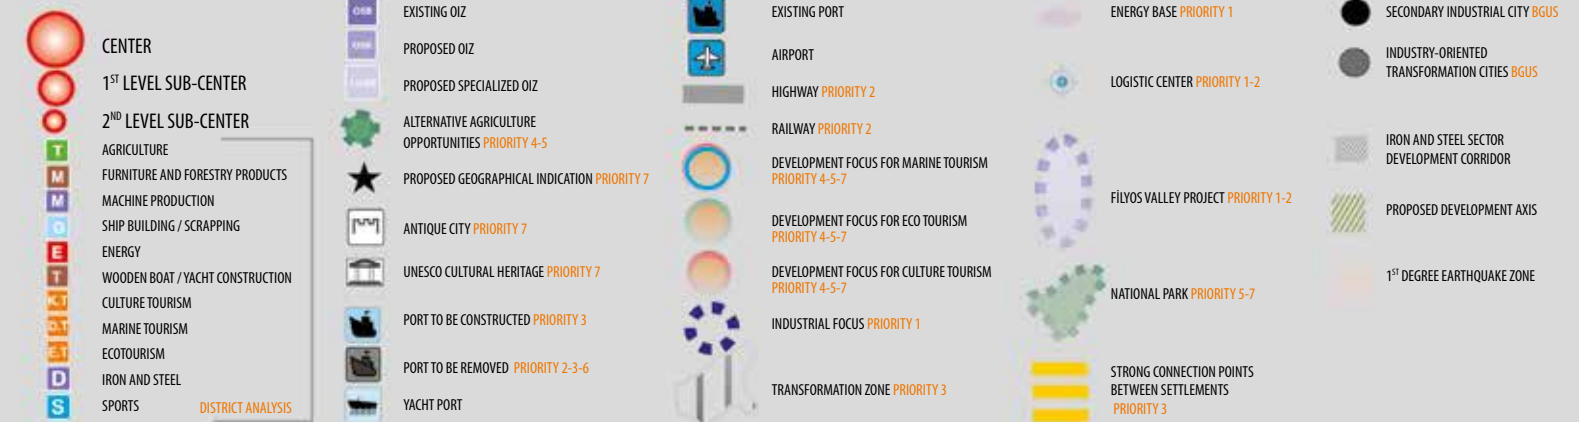 CENTER
1ST LEVEL SUB-CENTER
2ND LEVEL SUB-CENTER
T AGRICULTURE
M FURNITURE AND FORESTRY PRODUCTS
M MACHINE PRODUCTION
G SHIP BUILDING / SCRAPPING
E ENERGY
T WOODEN BOAT / YACHT CONSTRUCTION
K.T CULTURE TOURISM
D.T MARINE TOURISM
E.T ECOTOURISM
D IRON AND STEEL
S SPORTS DISTRICT ANALYSIS
OSB EXISTING OIZ
OSB PROPOSED OIZ
PROPOSED SPECIALIZED OIZ
ALTERNATIVE AGRICULTURE
OPPORTUNITIES PRIORITY 4-5
PROPOSED GEOGRAPHICAL INDICATION PRIORITY 7
ANTIQUE CITY PRIORITY 7
UNESCO CULTURAL HERITAGE PRIORITY 7
PORT TO BE CONSTRUCTED PRIORITY 3
PORT TO BE REMOVED PRIORITY 2-3-6
YACHT PORT
EXISTING PORT
AIRPORT
HIGHWAY PRIORITY 2
RAILWAY PRIORITY 2
DEVELOPMENT FOCUS FOR MARINE TOURISM
PRIORITY 4-5-7
DEVELOPMENT FOCUS FOR ECO TOURISM
PRIORITY 4-5-7
DEVELOPMENT FOCUS FOR CULTURE TOURISM
PRIORITY 4-5-7
INDUSTRIAL FOCUS PRIORITY 1
TRANSFORMATION ZONE PRIORITY 3
ENERGY BASE PRIORITY 1
LOGISTIC CENTER PRIORITY 1-2
FİLYOS VALLEY PROJECT PRIORITY 1-2
NATIONAL PARK PRIORITY 5-7
STRONG CONNECTION POINTS
BETWEEN SETTLEMENTS
PRIORITY 3
SECONDARY INDUSTRIAL CITY BGUS
INDUSTRY-ORIENTED
TRANSFORMATION CITIES BGUS
IRON AND STEEL SECTOR
DEVELOPMENT CORRIDOR
PROPOSED DEVELOPMENT AXIS
1ST DEGREE EARTHQUAKE ZONE